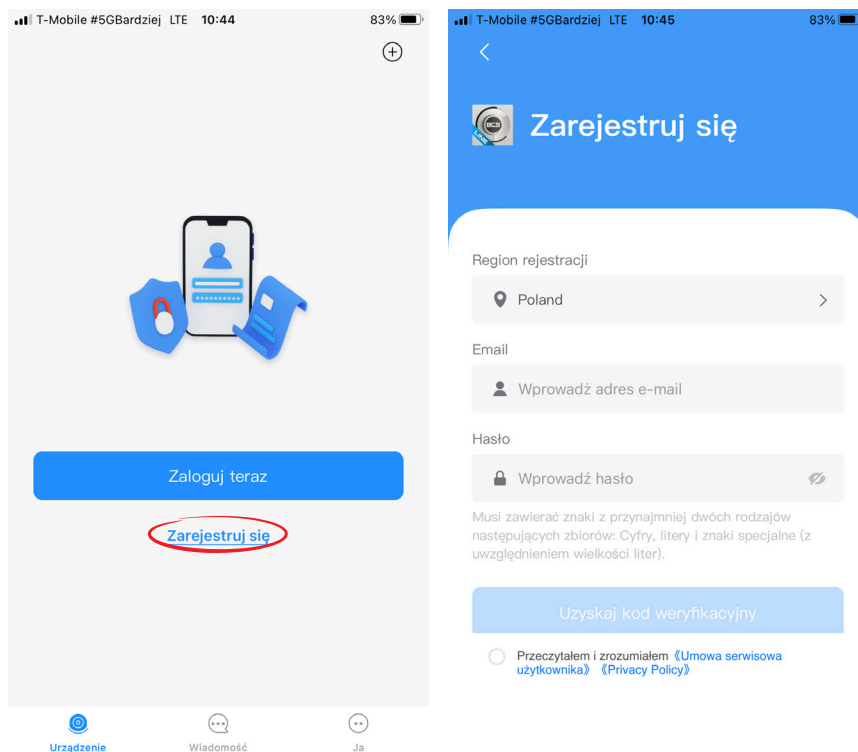 T-Mobile #5GBardziej LTE 10:44 83%
Zaloguj teraz
Zarejestruj się
Urządzenie Wiadomość Ja
T-Mobile #5GBardziej LTE 10:45 83%
BCS
LINE
Zarejestruj się
Region rejestracji
Poland
Email
Wprowadź adres e-mail
Hasło
Wprowadź hasło
Musi zawierać znaki z przynajmniej dwóch rodzajów
następujących zbiorów: Cyfry, litery i znaki specjalne (z
uwzględnieniem wielkości liter).
Uzyskaj kod weryfikacyjny
Przeczytałem i zrozumiałem 《Umowa serwisowa
użytkownika》 《Privacy Policy》